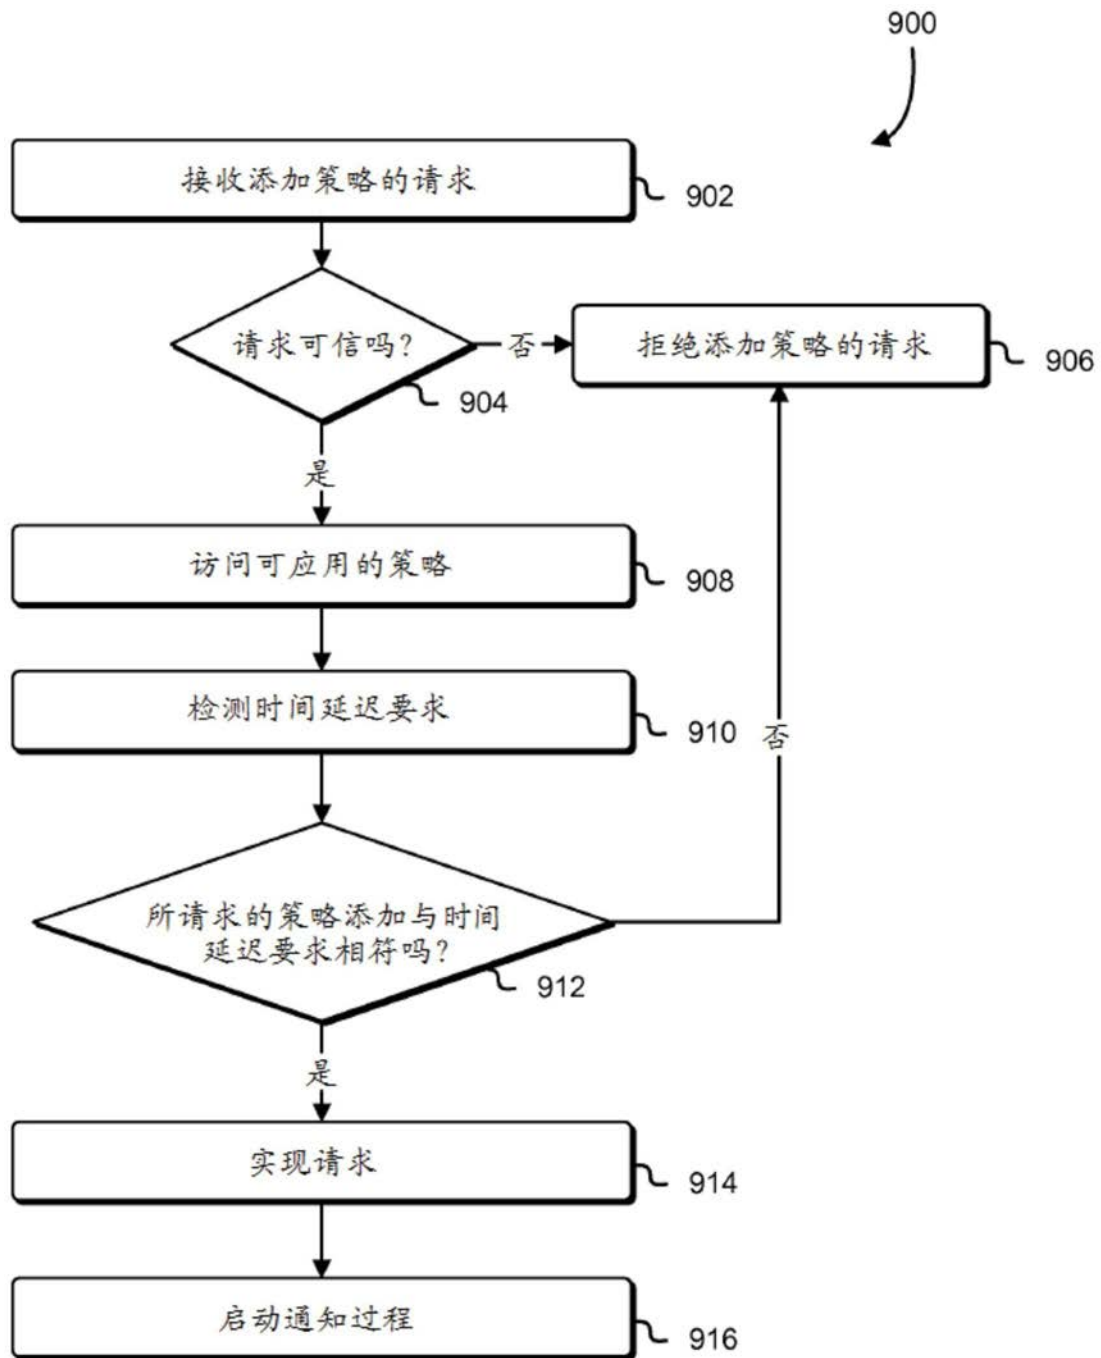 900
接收添加策略的请求
902
请求可信吗?
否
拒绝添加策略的请求
906
904
是
访问可应用的策略
908
检测时间延迟要求
910
否
所请求的策略添加与时间
延迟要求相符吗?
912
是
实现请求
914
启动通知过程
916